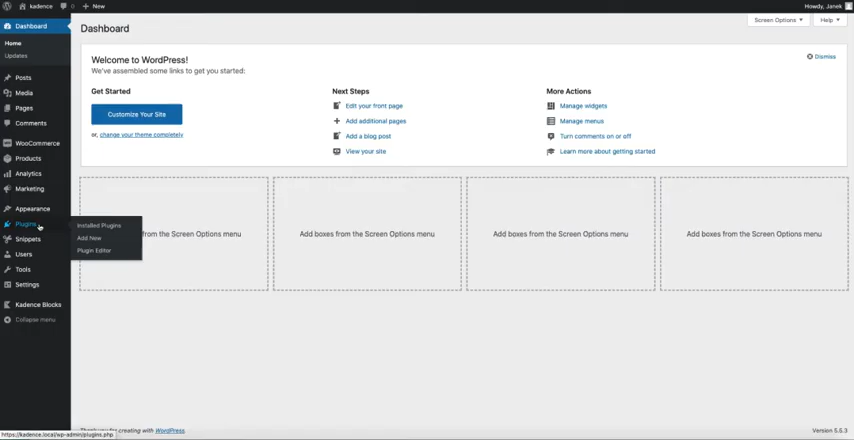 kadence
0
New
Howdy, Janek
Dashboard
Home
Updates
Posts
Media
Pages
Comments
WooCommerce
Products
Analytics
Marketing
Appearance
Plugins
Snippets
Users
Tools
Settings
Kadence Blocks
Collapse menu
Installed Plugins
Add New
Plugin Editor
Dashboard
Screen Options
Help
Welcome to WordPress!
We've assembled some links to get you started:
Dismiss
Get Started
Customize Your Site
or, change your theme completely
Next Steps
Edit your front page
Add additional pages
Add a blog post
View your site
More Actions
Manage widgets
Manage menus
Turn comments on or off
Learn more about getting started
from the Screen Options menu
Add boxes from the Screen Options menu
Add boxes from the Screen Options menu
Add boxes from the Screen Options menu
Thank you for creating with WordPress.
Version 5.5.3
https://kadence.local/wp-admin/plugins.php